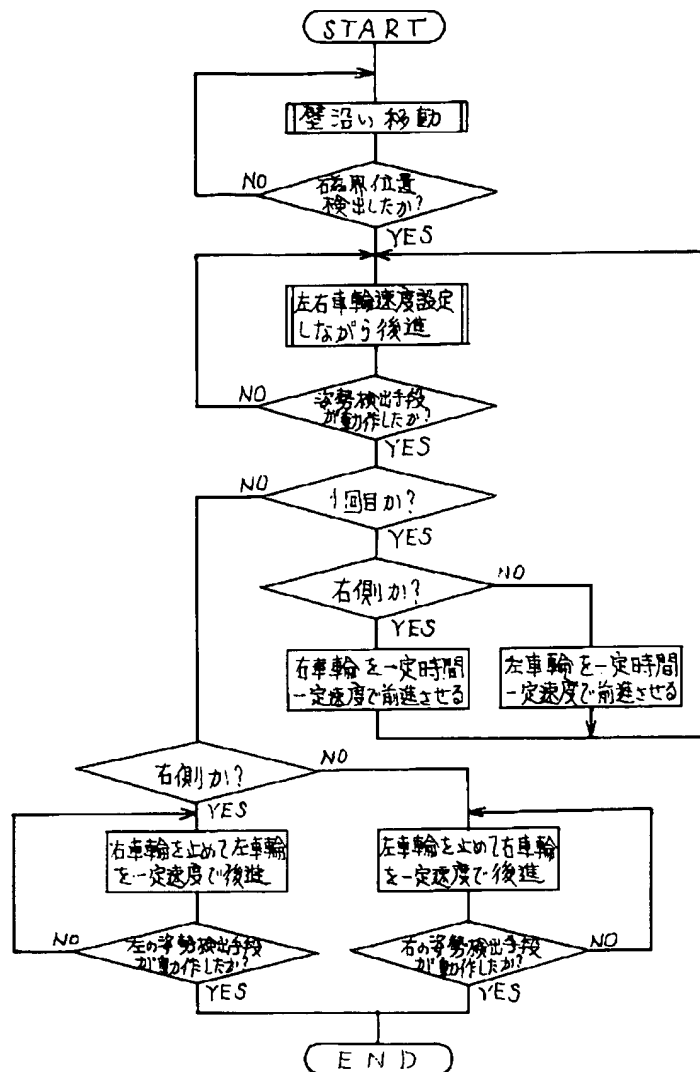 START
壁沿い移動
NO
磁界位置
検出したか?
YES
左右車輪速度設定
しながら後進
NO
姿勢検出手段
が動作したか?
YES
NO
1回目か?
YES
右側か?
NO
YES
右車輪を一定時間
一定速度で前進させる
左車輪を一定時間
一定速度で前進させる
右側か?
NO
YES
右車輪を止めて左車輪
を一定速度で後進
左車輪を止めて右車輪
を一定速度で後進
NO
左の姿勢検出手段
が動作したか?
YES
右の姿勢検出手段
が動作したか?
NO
YES
END